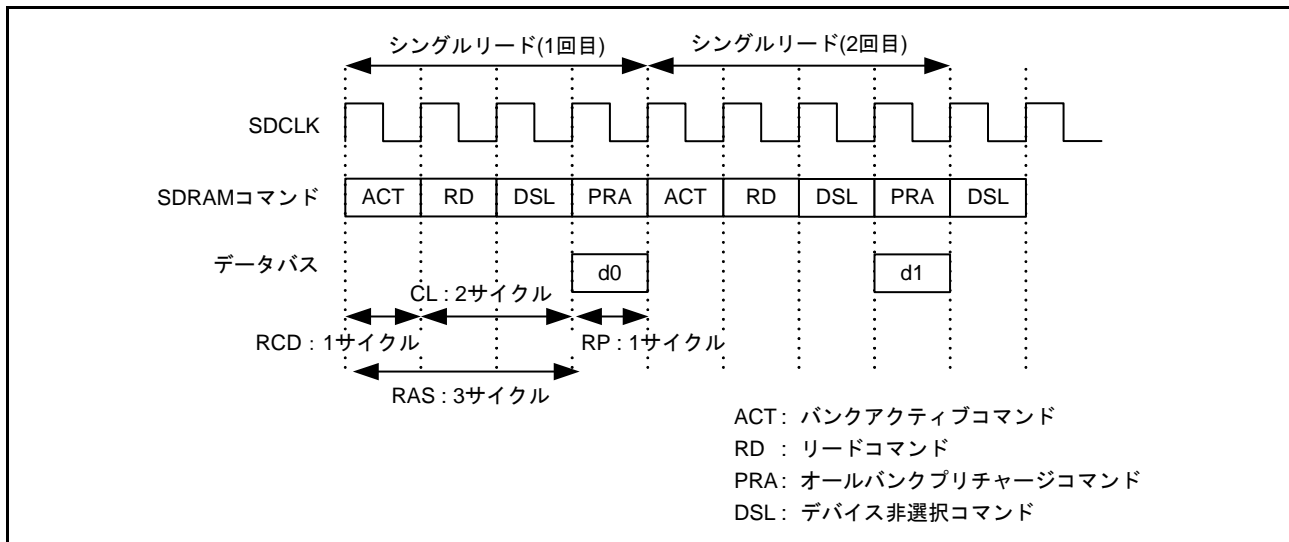 シングルリード(1回目) シングルリード(2回目)
SDCLK
SDRAMコマンド ACT RD DSL PRA ACT RD DSL PRA DSL
データバス d0 d1
CL : 2サイクル
RCD : 1サイクル RP : 1サイクル
RAS : 3サイクル
ACT : バンクアクティブコマンド
RD : リードコマンド
PRA : オールバンクプリチャージコマンド
DSL : デバイス非選択コマンド